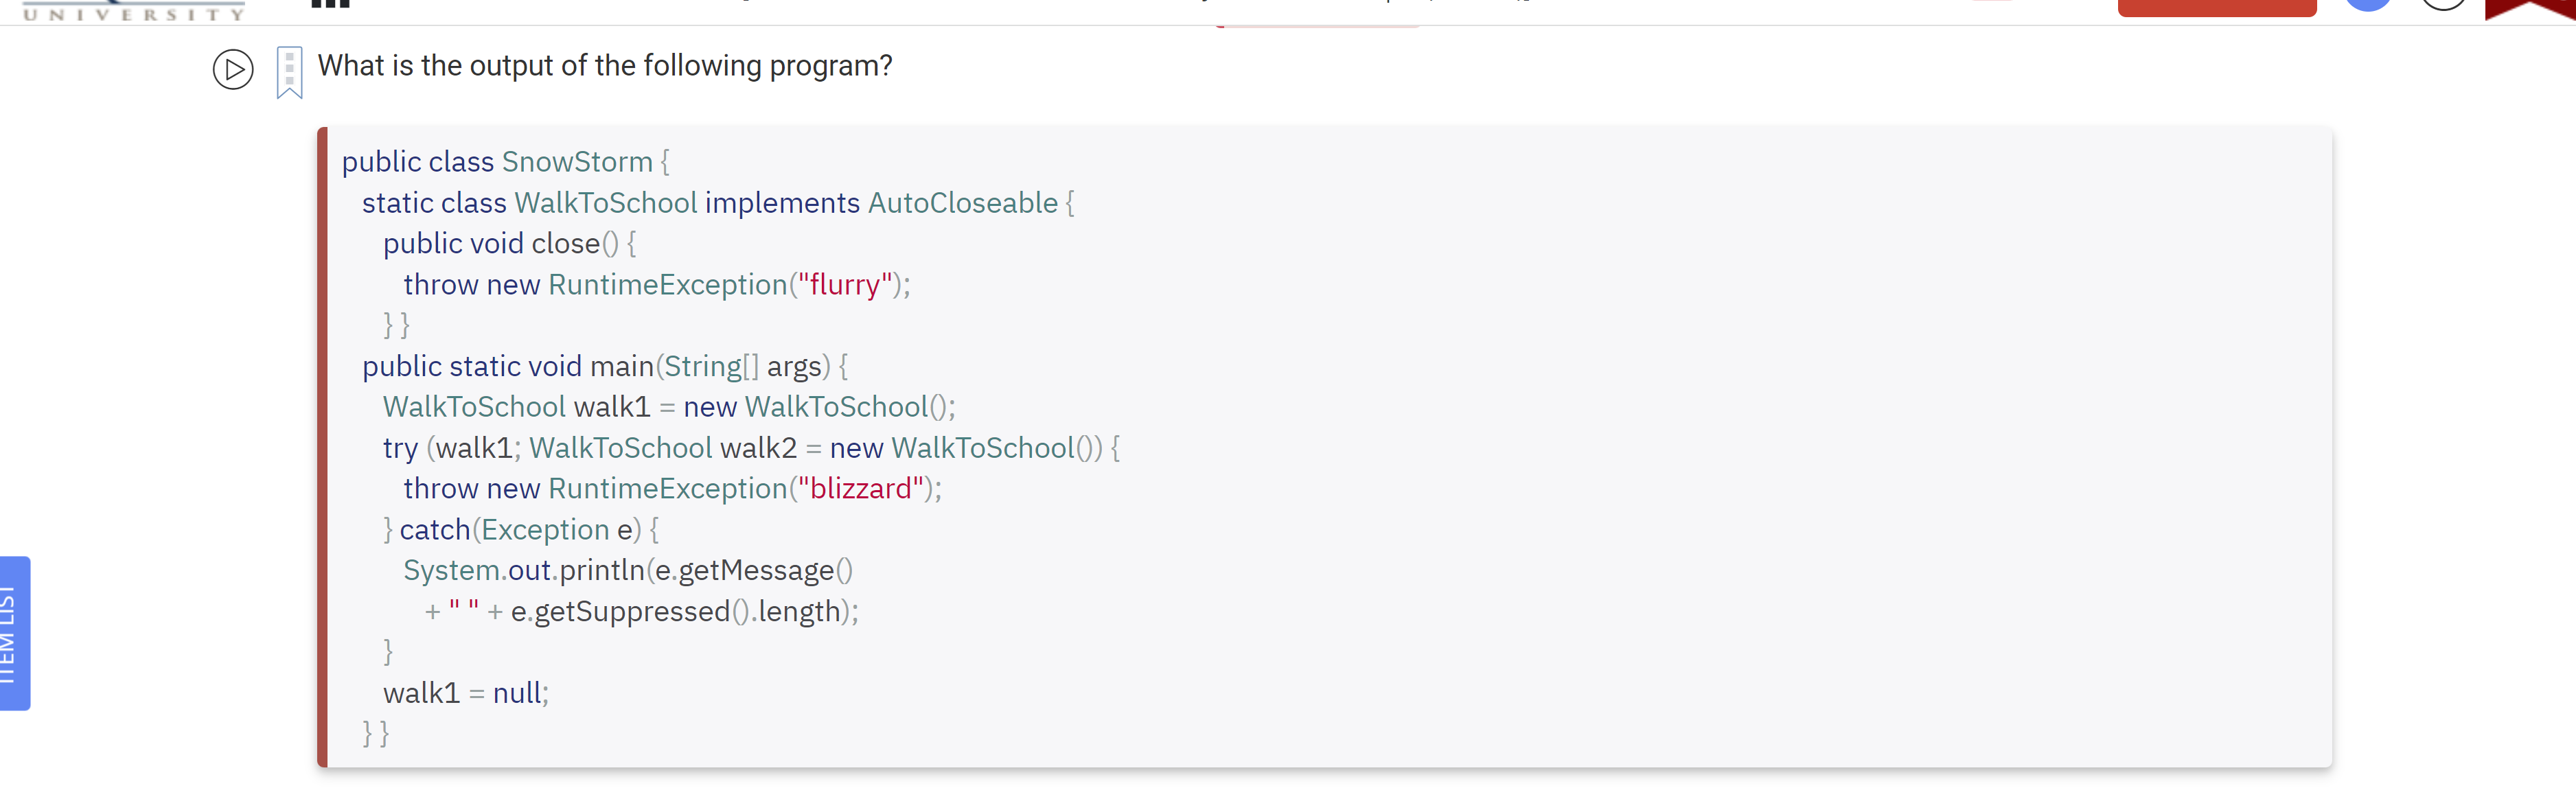 UNIVERSITY
What is the output of the following program?
public class SnowStorm {
static class WalkToSchool implements AutoCloseable {
public void close() {
throw new RuntimeException("flurry");
} }
public static void main(String[] args) {
WalkToSchool walk1 = new WalkToSchool();
try (walk1; WalkToSchool walk2 = new WalkToSchool()) {
throw new RuntimeException("blizzard");
} catch(Exception e) {
System.out.println(e.getMessage()
+ " " + e.getSuppressed().length);
}
walk1 = null;
} }
ITEM LIST